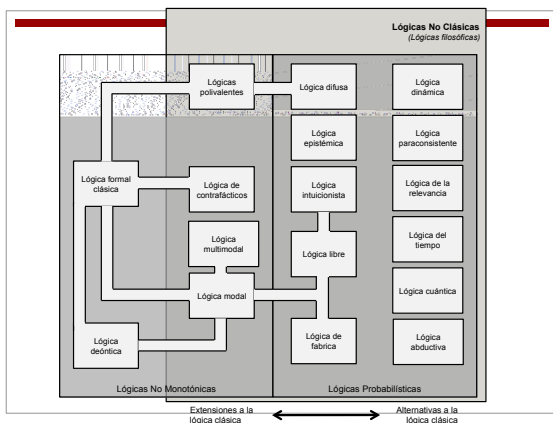 Lógicas No Clásicas
(Lógicas filosóficas)
Lógicas
polivalentes
Lógica difusa
Lógica
dinámica
Lógica
epistémica
Lógica
paraconsistente
Lógica formal
clásica
Lógica de
contrafácticos
Lógica
intuicionista
Lógica de la
relevancia
Lógica
multimodal
Lógica libre
Lógica del
tiempo
Lógica modal
Lógica cuántica
Lógica
deóntica
Lógica de
fabrica
Lógica
abductiva
Lógicas No Monotónicas
Lógicas Probabilísticas
Extensiones a la
lógica clásica
Alternativas a la
lógica clásica